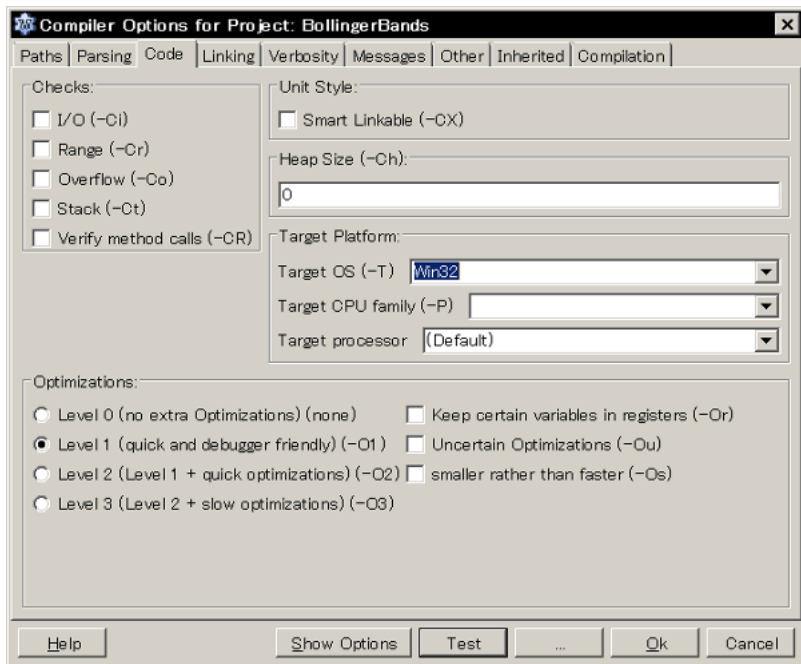 Compiler Options for Project: BollingerBands
Paths Parsing Code Linking Verbosity Messages Other Inherited Compilation
Checks:
I/O (-Ci)
Range (-Cr)
Overflow (-Co)
Stack (-Ct)
Verify method calls (-CR)
Unit Style:
Smart Linkable (-CX)
Heap Size (-Ch):
0
Target Platform:
Target OS (-T) Win32
Target CPU family (-P)
Target processor (Default)
Optimizations:
Level 0 (no extra Optimizations) (none)
Level 1 (quick and debugger friendly) (-O1)
Level 2 (Level 1 + quick optimizations) (-O2)
Level 3 (Level 2 + slow optimizations) (-O3)
Keep certain variables in registers (-Or)
Uncertain Optimizations (-Ou)
smaller rather than faster (-Os)
Help Show Options Test ... Ok Cancel